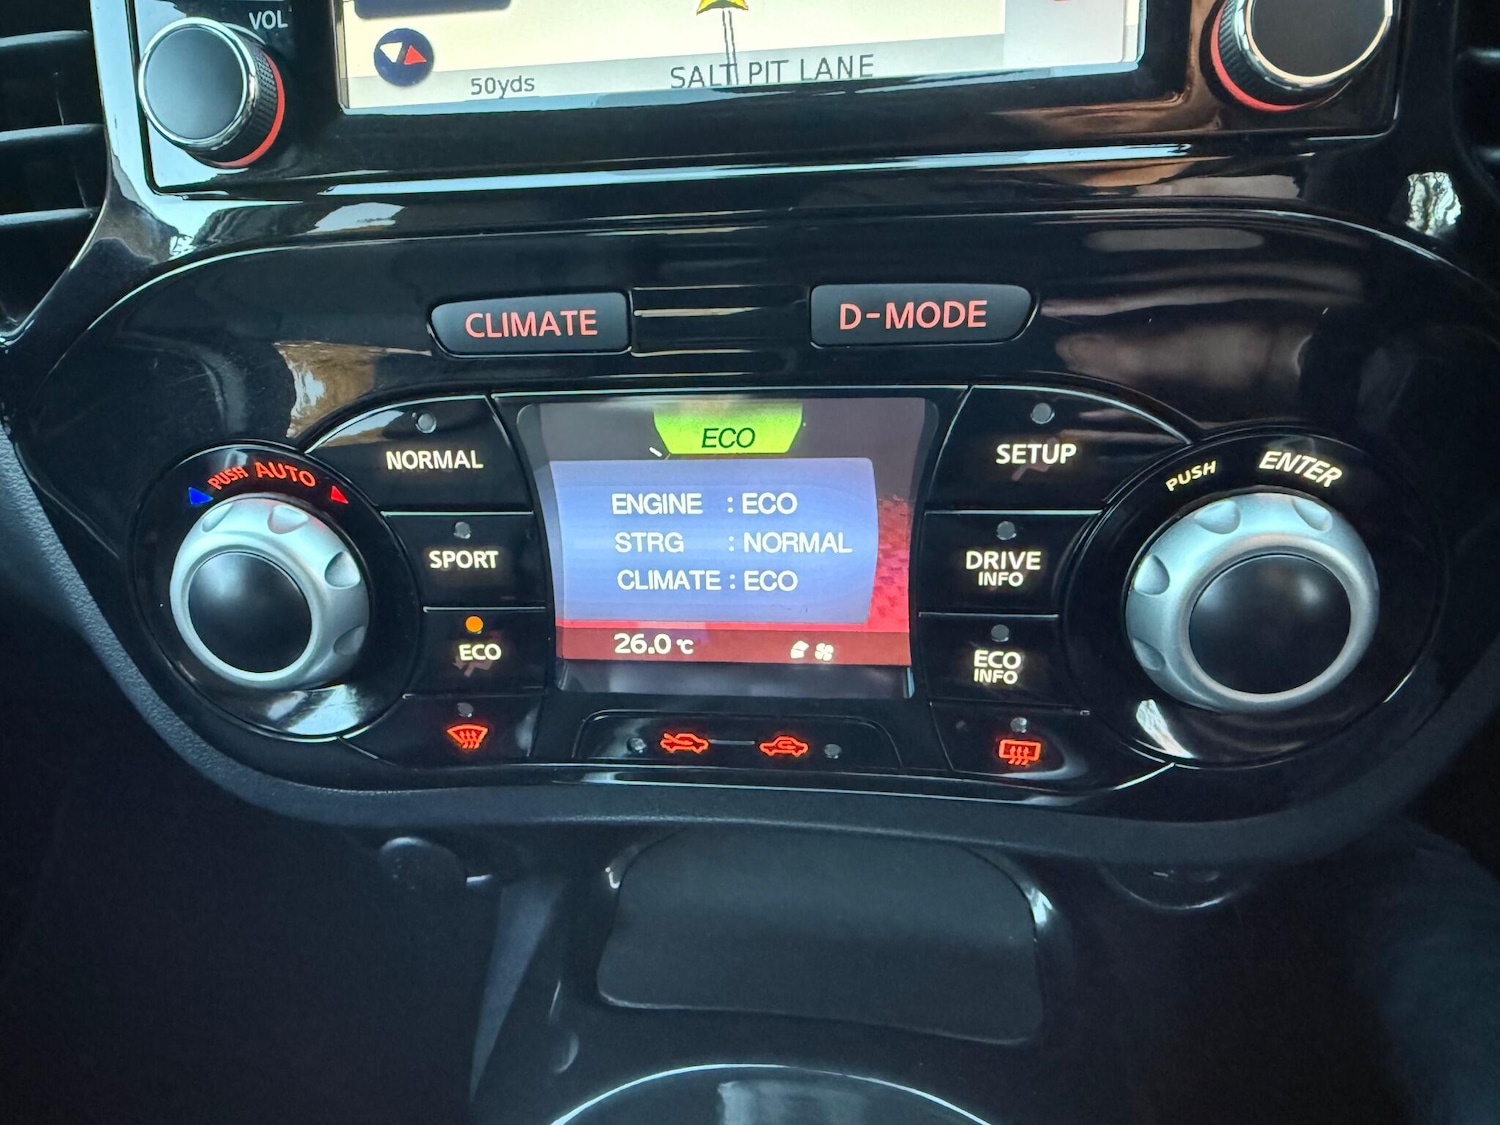 VOL
50yds
SALT PIT LANE
CLIMATE
D-MODE
PUSH AUTO
NORMAL
SPORT
ECO
ECO
ENGINE : ECO
STRG : NORMAL
CLIMATE : ECO
26.0 °C
SETUP
DRIVE
INFO
ECO
INFO
PUSH ENTER